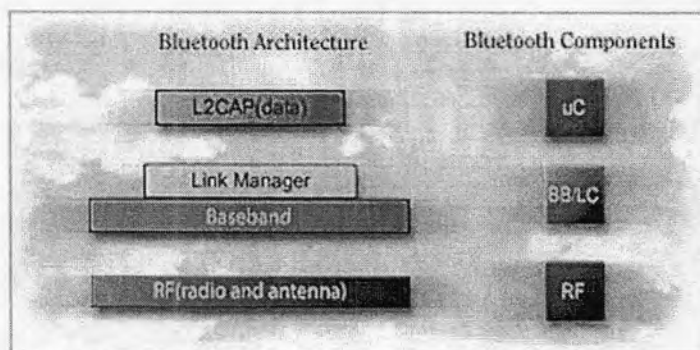 Bluetooth Architecture Bluetooth Components
L2CAP(data) uC
Link Manager
Baseband BB/LC
RF(radio and antenna) RF